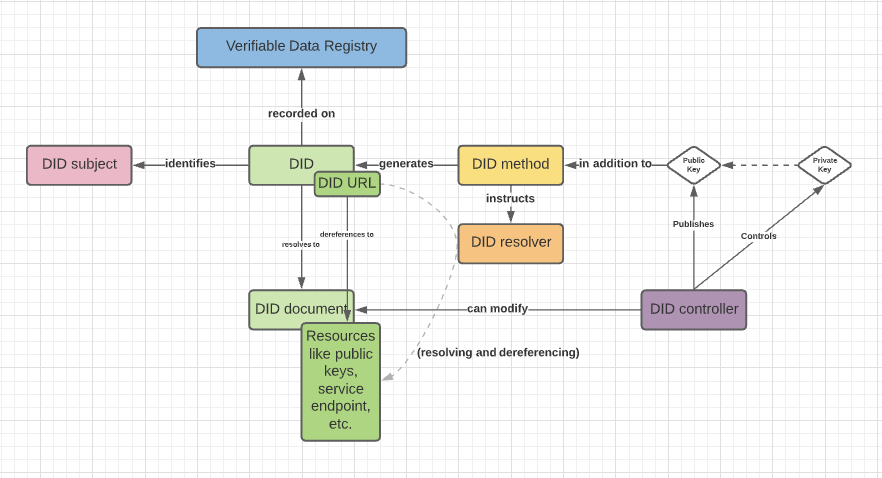 Verifiable Data Registry
recorded on
DID subject
identifies
DID
generates
DID method
in addition to
Public
Key
Private
Key
DID URL
instructs
Publishes
Controls
dereferences to
resolves to
DID resolver
DID document
can modify
DID controller
Resources
like public
keys,
service
endpoint,
etc.
(resolving and dereferencing)